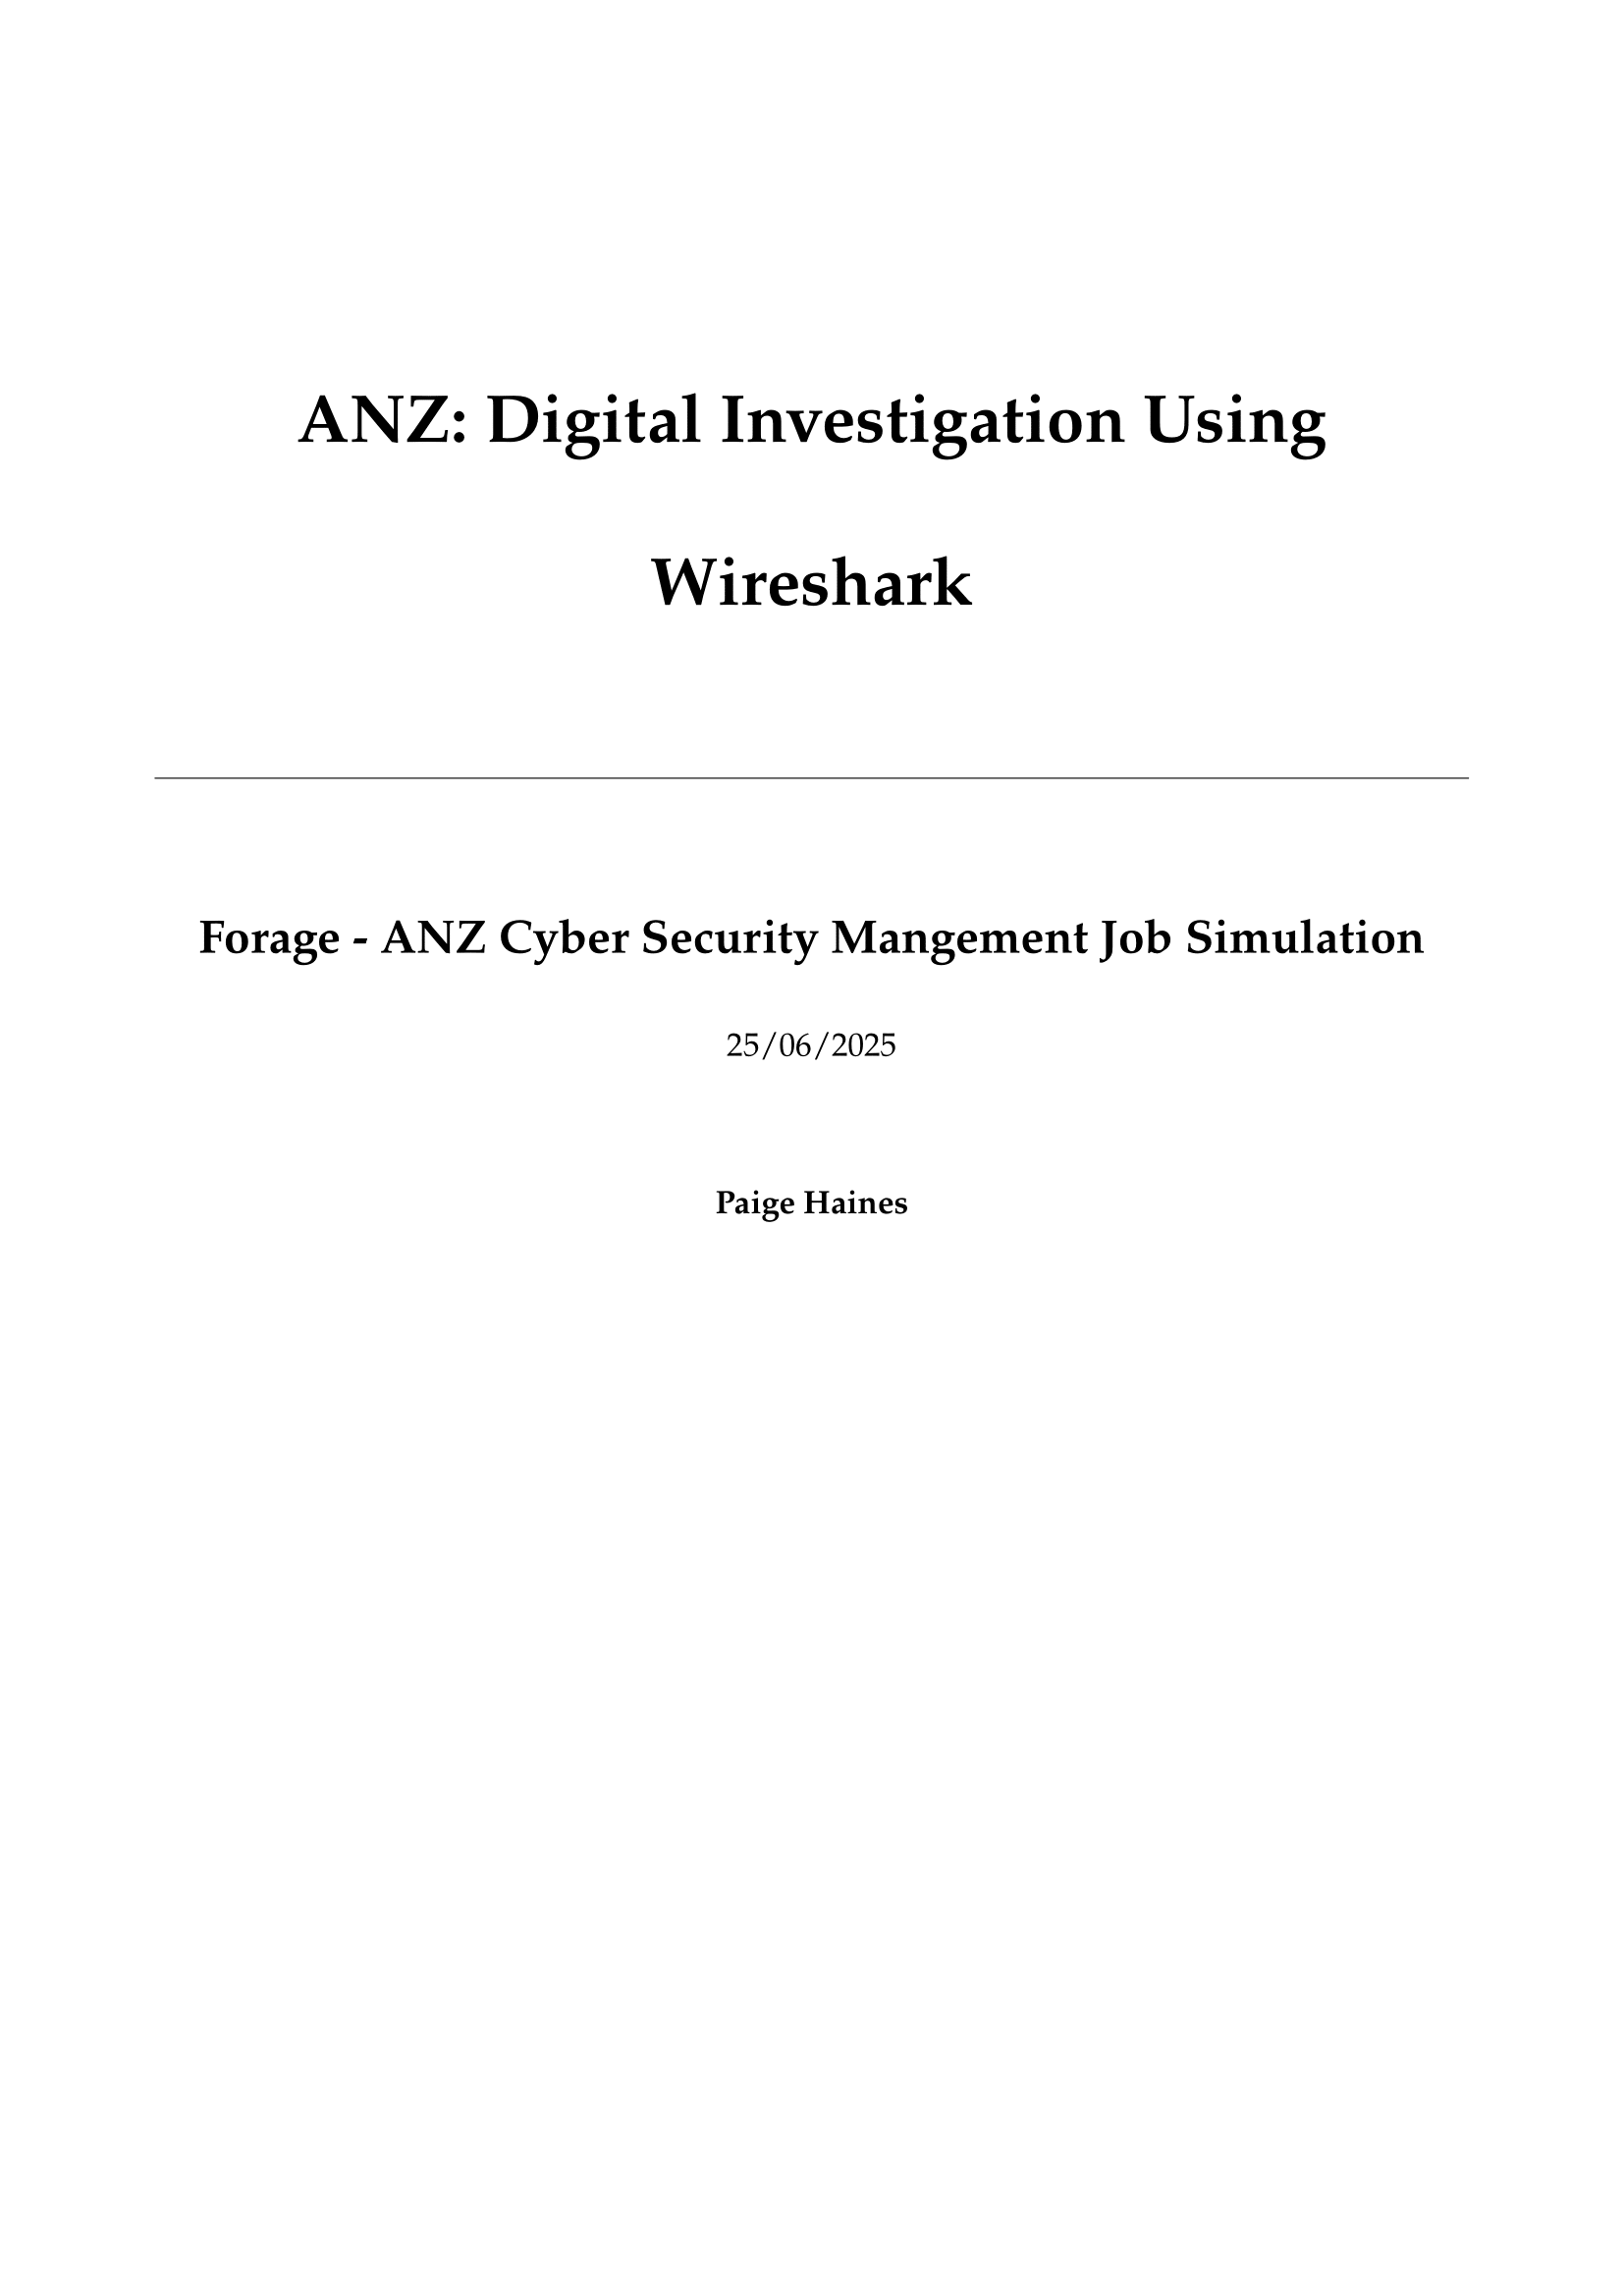 ANZ: Digital Investigation Using
Wireshark
Forage - ANZ Cyber Security Mangement Job Simulation
25/06/2025
Paige Haines